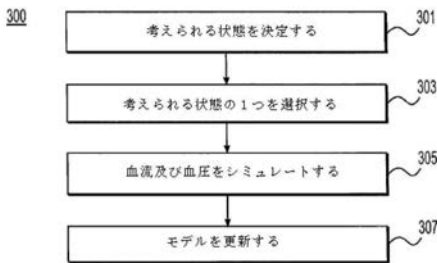 300
考えられる状態を決定する
301
考えられる状態の1つを選択する
303
血流及び血圧をシミュレートする
305
モデルを更新する
307